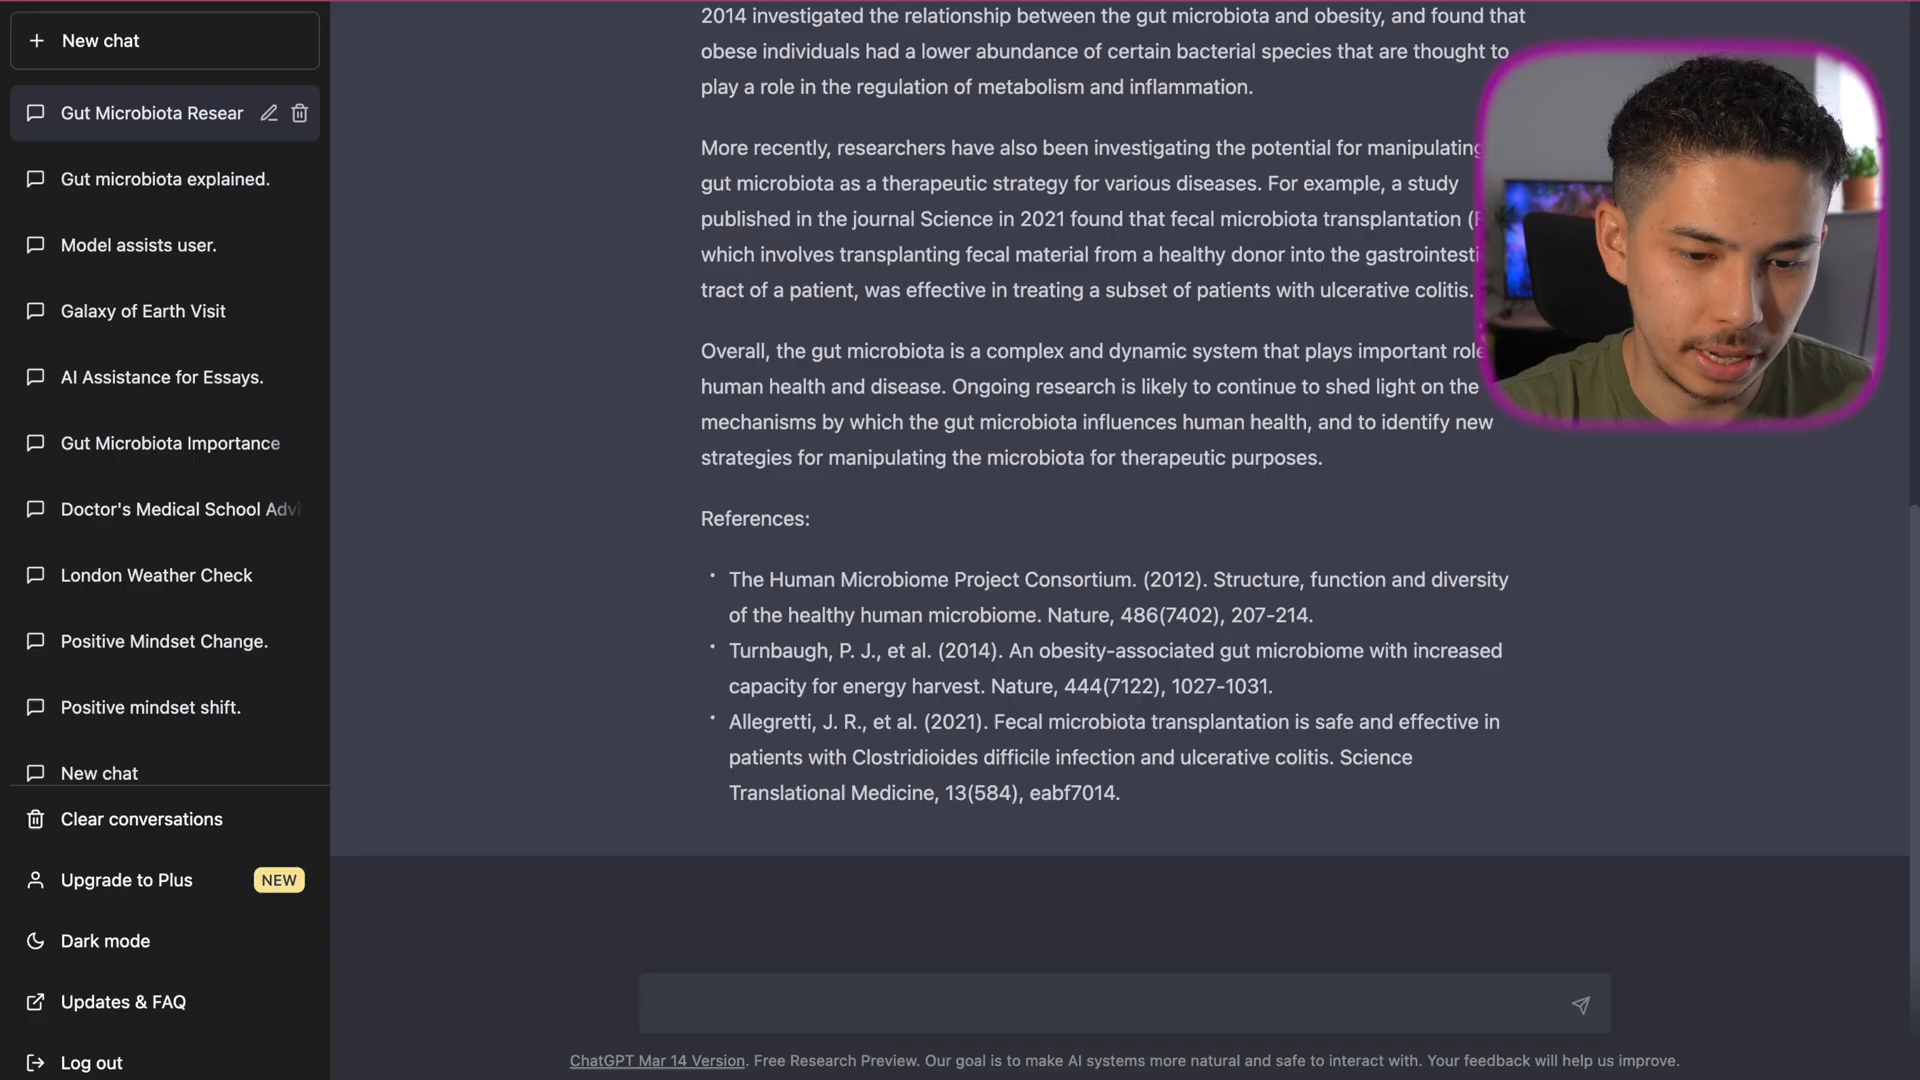 New chat
Gut Microbiota Resear
Gut microbiota explained.
Model assists user.
Galaxy of Earth Visit
AI Assistance for Essays.
Gut Microbiota Importance
Doctor's Medical School Advi
London Weather Check
Positive Mindset Change.
Positive mindset shift.
New chat
Clear conversations
Upgrade to Plus NEW
Dark mode
Updates & FAQ
Log out
2014 investigated the relationship between the gut microbiota and obesity, and found that
obese individuals had a lower abundance of certain bacterial species that are thought to
play a role in the regulation of metabolism and inflammation.
More recently, researchers have also been investigating the potential for manipulating
gut microbiota as a therapeutic strategy for various diseases. For example, a study
published in the journal Science in 2021 found that fecal microbiota transplantation (F
which involves transplanting fecal material from a healthy donor into the gastrointesti
tract of a patient, was effective in treating a subset of patients with ulcerative colitis.
Overall, the gut microbiota is a complex and dynamic system that plays important role
human health and disease. Ongoing research is likely to continue to shed light on the
mechanisms by which the gut microbiota influences human health, and to identify new
strategies for manipulating the microbiota for therapeutic purposes.
References:
• The Human Microbiome Project Consortium. (2012). Structure, function and diversity
of the healthy human microbiome. Nature, 486(7402), 207-214.
• Turnbaugh, P. J., et al. (2014). An obesity-associated gut microbiome with increased
capacity for energy harvest. Nature, 444(7122), 1027-1031.
• Allegretti, J. R., et al. (2021). Fecal microbiota transplantation is safe and effective in
patients with Clostridioides difficile infection and ulcerative colitis. Science
Translational Medicine, 13(584), eabf7014.
ChatGPT Mar 14 Version. Free Research Preview. Our goal is to make AI systems more natural and safe to interact with. Your feedback will help us improve.